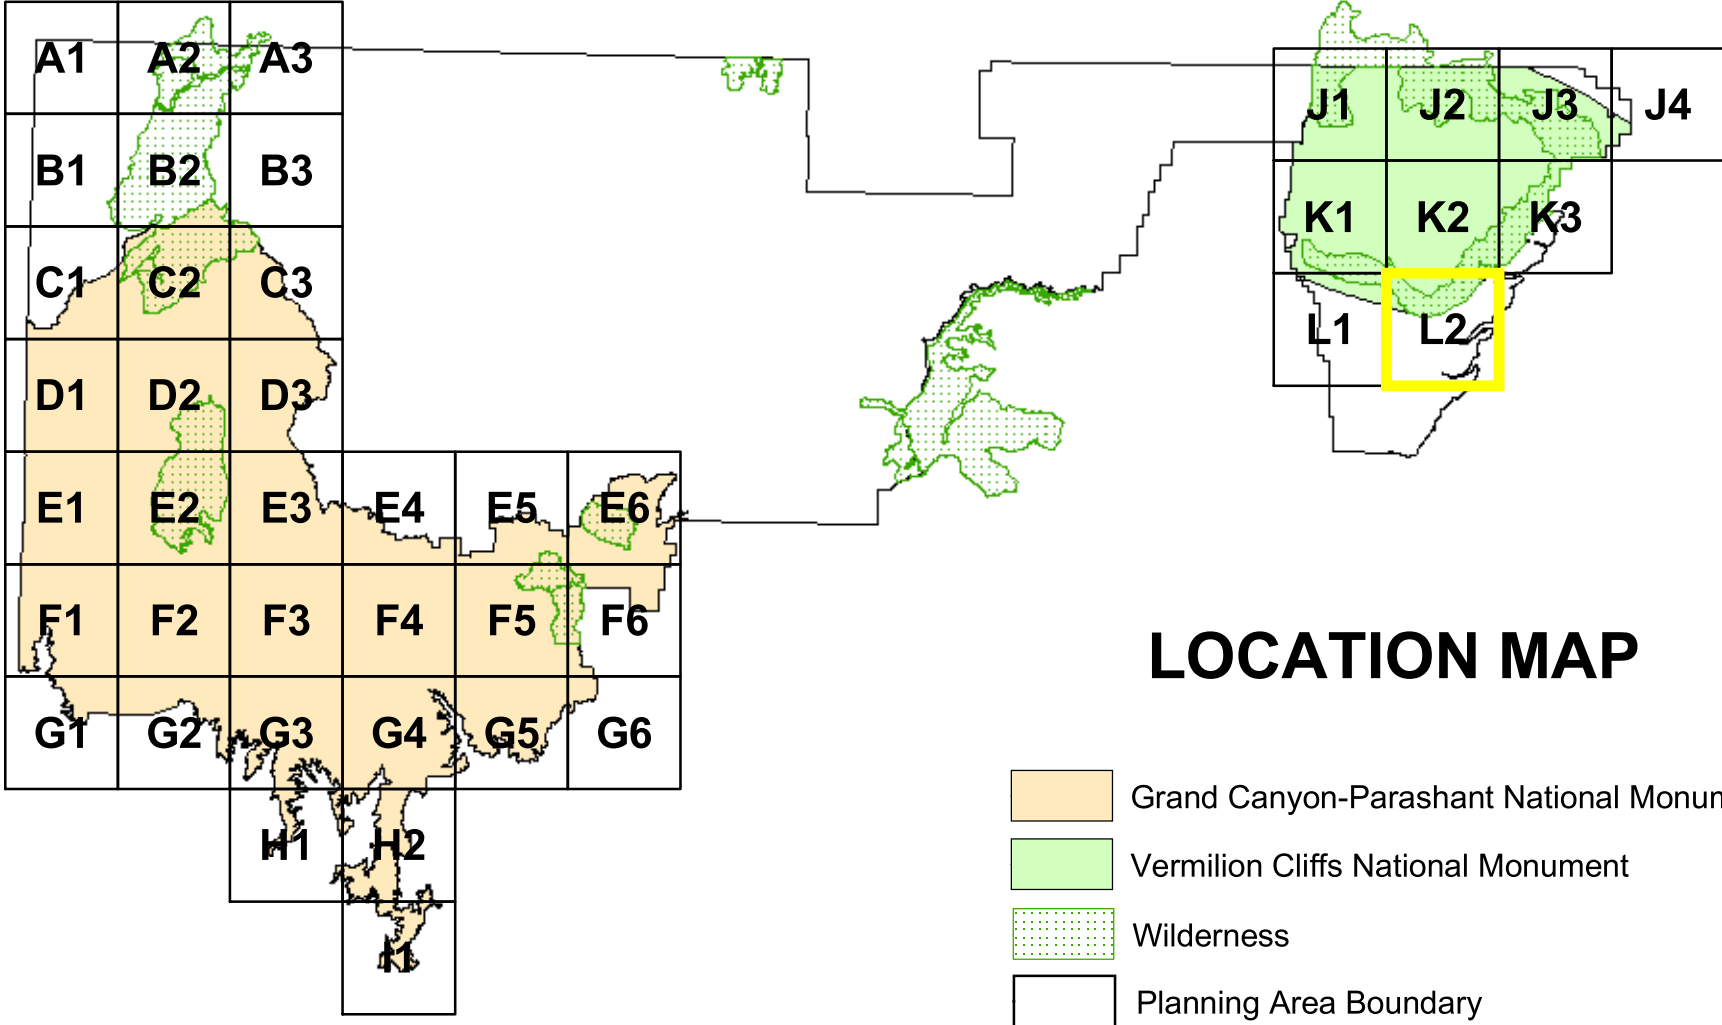 A1 A2 A3
J1 J2 J3 J4
B1 B2 B3
K1 K2 K3
C1 C2 C3
L1 L2
D1 D2 D3
E1 E2 E3 E4 E5 E6
F1 F2 F3 F4 F5 F6
G1 G2 G3 G4 G5 G6
H1 H2
I1
LOCATION MAP
Grand Canyon-Parashant National Monum
Vermilion Cliffs National Monument
Wilderness
Planning Area Boundary